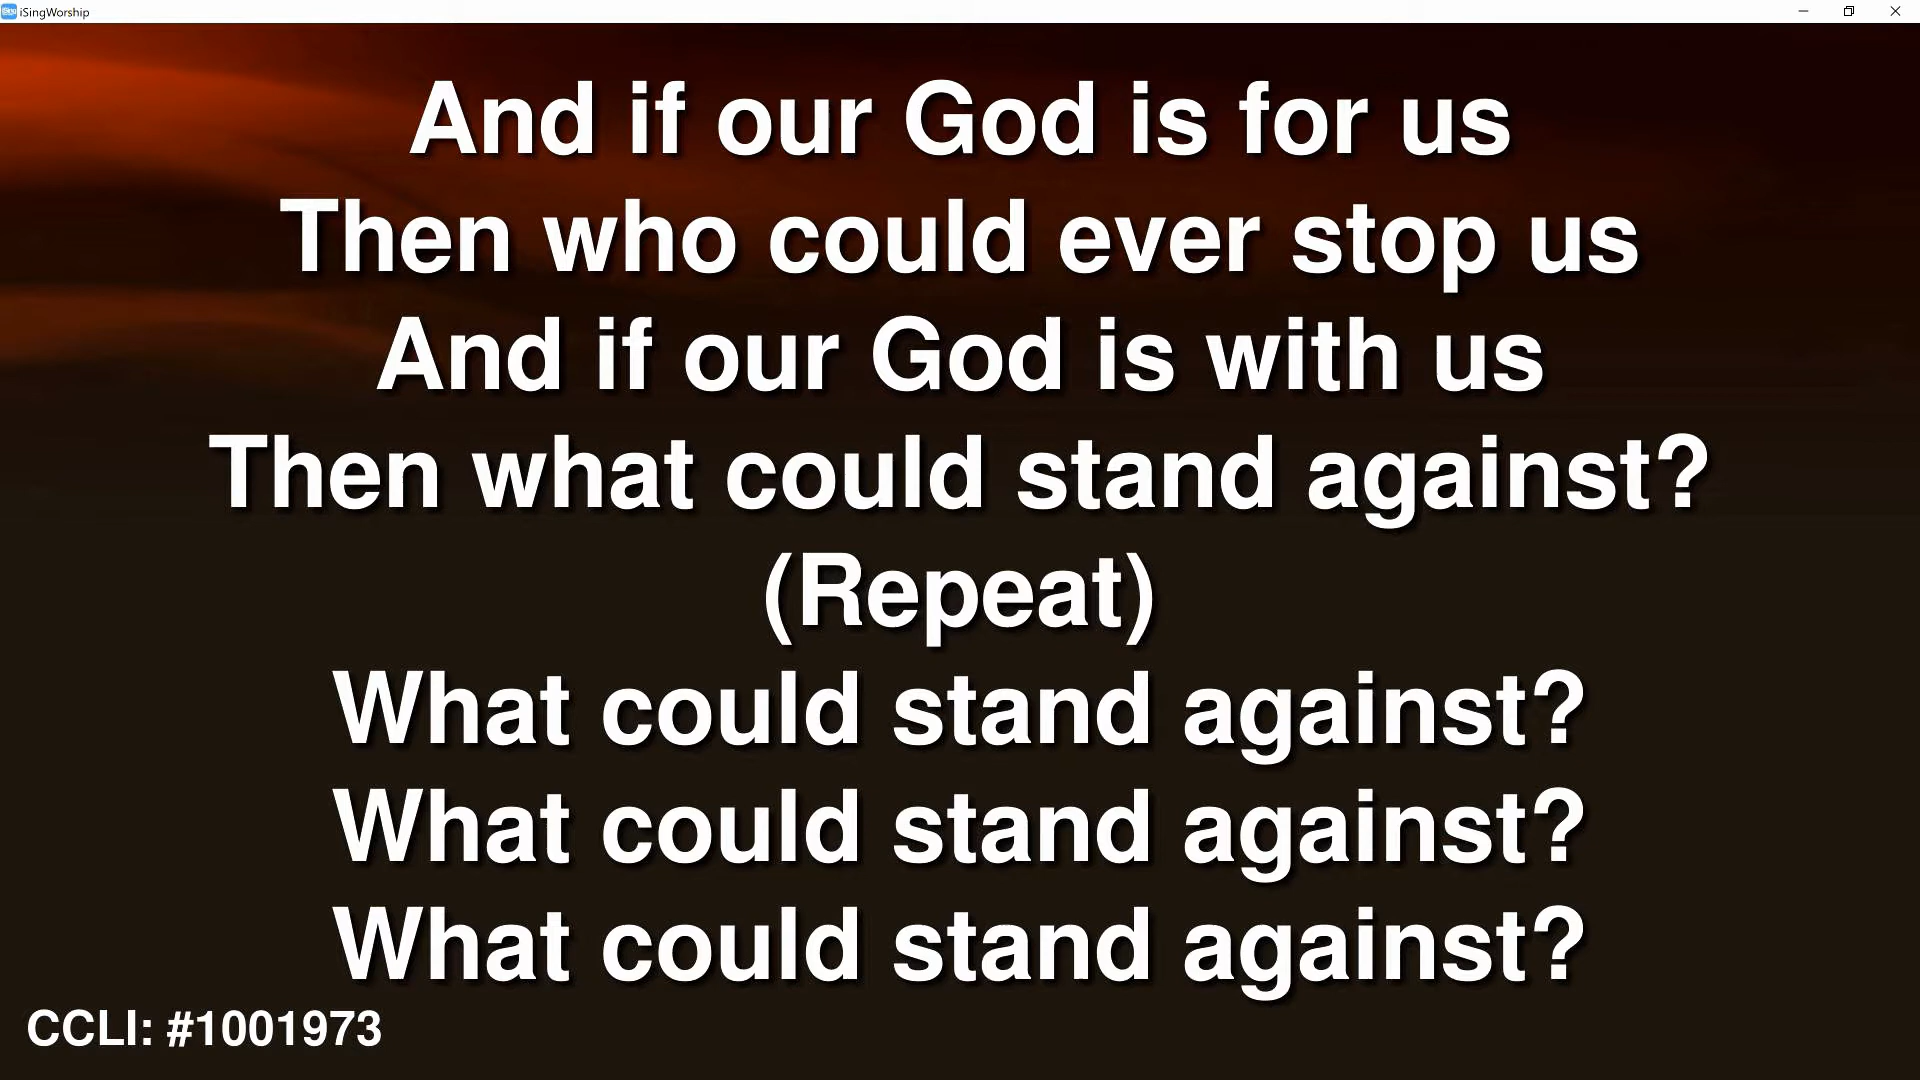 iSingWorship
And if our God is for us
Then who could ever stop us
And if our God is with us
Then what could stand against?
(Repeat)
What could stand against?
What could stand against?
What could stand against?
CCLI: #1001973